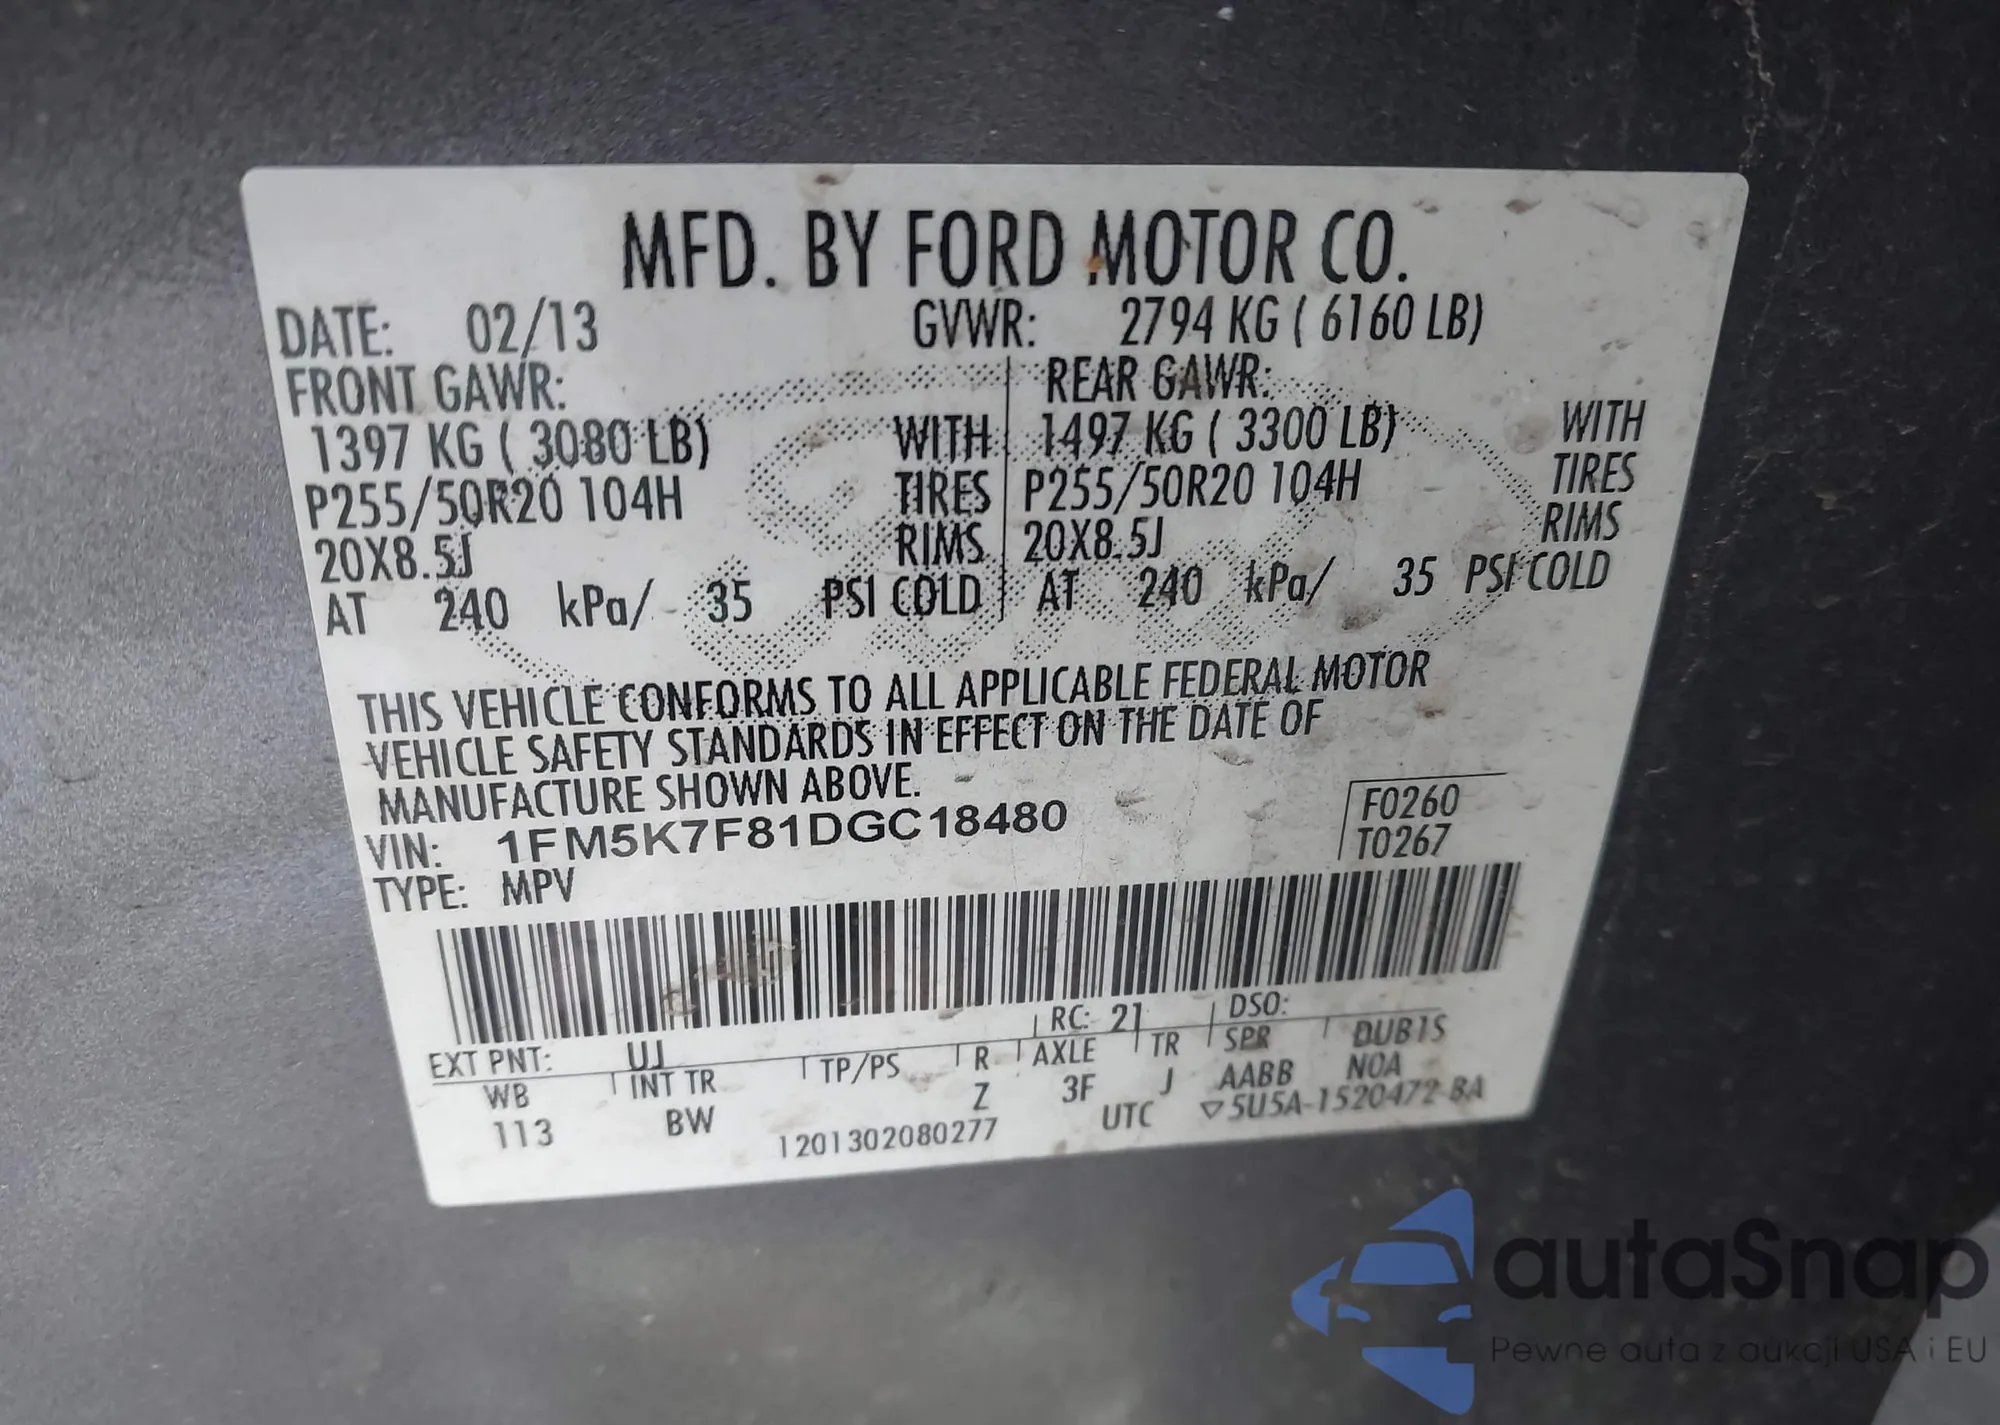 MFD. BY FORD MOTOR CO.
DATE: 02/13 GVWR: 2794 KG ( 6160 LB)
FRONT GAWR: REAR GAWR:
1397 KG ( 3080 LB) WITH 1497 KG ( 3300 LB) WITH
P255/50R20 104H TIRES P255/50R20 104H TIRES
20X8.5J RIMS 20X8.5J RIMS
AT 240 kPa/ 35 PSI COLD AT 240 kPa/ 35 PSI COLD
THIS VEHICLE CONFORMS TO ALL APPLICABLE FEDERAL MOTOR
VEHICLE SAFETY STANDARDS IN EFFECT ON THE DATE OF
MANUFACTURE SHOWN ABOVE.
VIN: 1FM5K7F81DGC18480 F0260
TYPE: MPV T0267
EXT PNT: UJ RC: 21 DSO:
WB INT TR TP/PS R AXLE TR SPR DUB1S
113 BW Z 3F J AABB NOA
1201302080277 UTC ▽5U5A-1520472-BA
autaSnap
Pewne auta z aukcji USA i EU